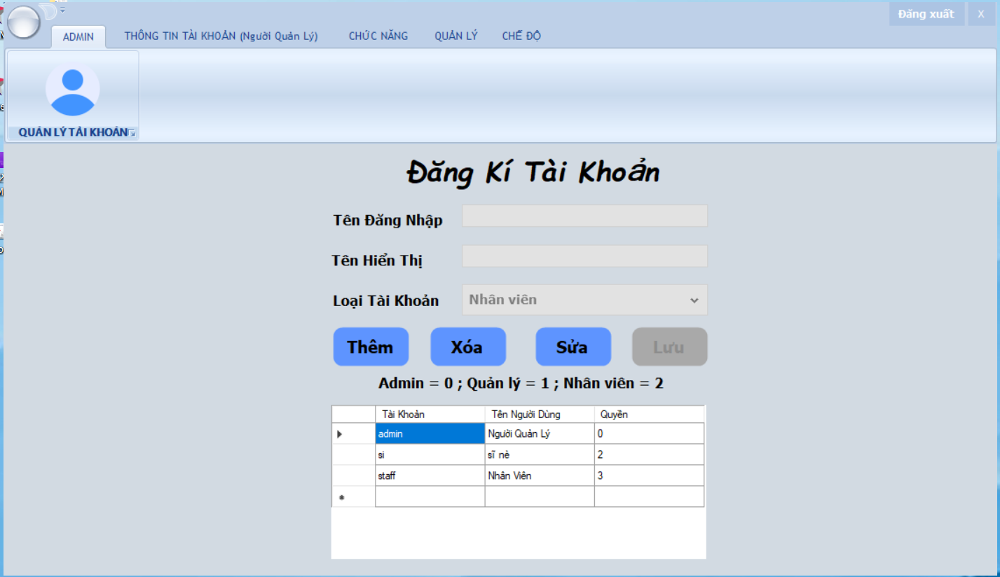 Đăng xuất X
ADMIN THÔNG TIN TÀI KHOẢN (Người Quản Lý) CHỨC NĂNG QUẢN LÝ CHẾ ĐỘ
QUẢN LÝ TÀI KHOẢN
Đăng Kí Tài Khoản
Tên Đăng Nhập
Tên Hiển Thị
Loại Tài Khoản Nhân viên
Thêm Xóa Sửa Lưu
Admin = 0 ; Quản lý = 1 ; Nhân viên = 2
Tài Khoản Tên Người Dùng Quyền
admin Người Quản Lý 0
si sĩ nè 2
staff Nhân Viên 3